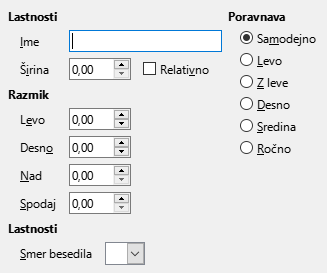 Lastnosti
Ime
Širina 0,00 Relativno
Razmik
Levo 0,00
Desno 0,00
Nad 0,00
Spodaj 0,00
Lastnosti
Smer besedila
Poravnava
Samodejno
Levo
Z leve
Desno
Sredina
Ročno